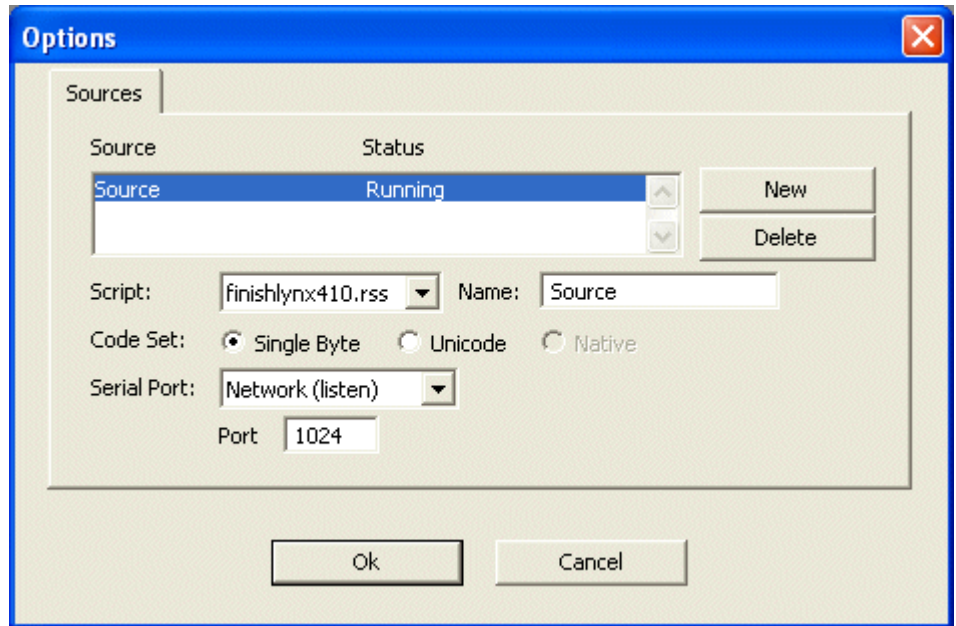 Options
Sources
Source Status
Source Running
New
Delete
Script: finishlynx410.rss Name: Source
Code Set: Single Byte Unicode Native
Serial Port: Network (listen)
Port 1024
Ok Cancel